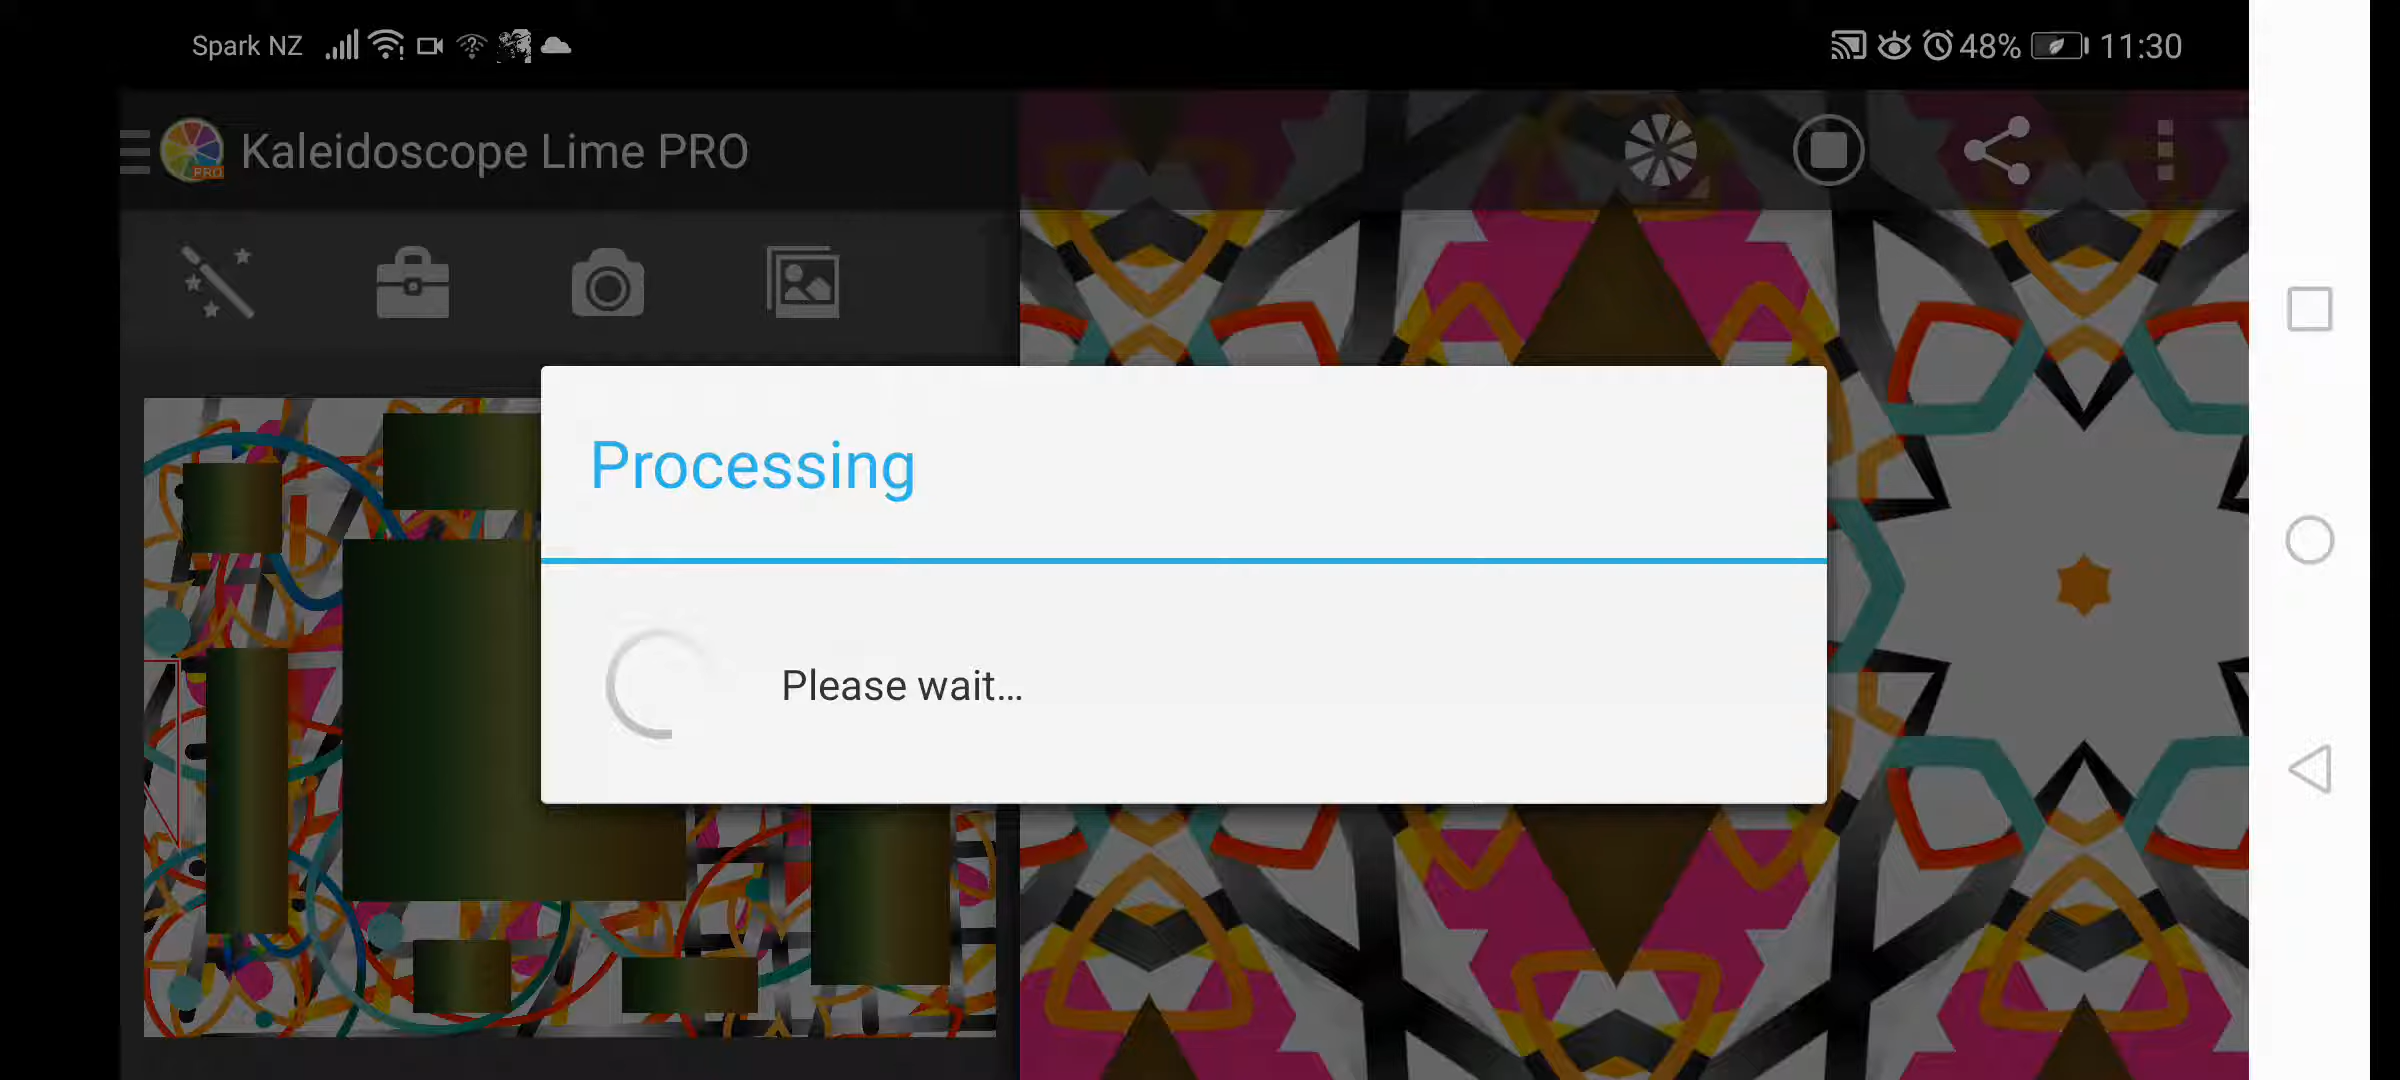 Spark NZ
48%
11:30
Kaleidoscope Lime PRO
PRO
Processing
Please wait...